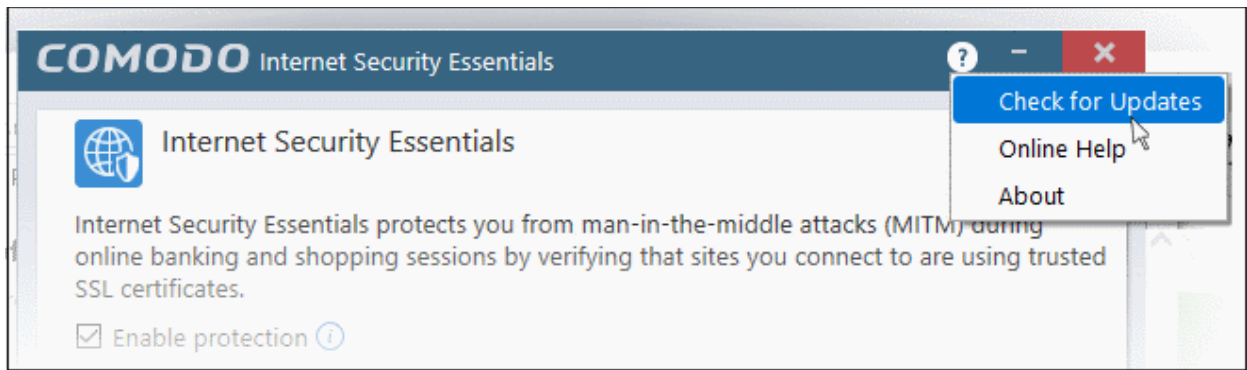 COMODO Internet Security Essentials
?
Check for Updates
Online Help
About
Internet Security Essentials
Internet Security Essentials protects you from man-in-the-middle attacks (MITM) during
online banking and shopping sessions by verifying that sites you connect to are using trusted
SSL certificates.
Enable protection